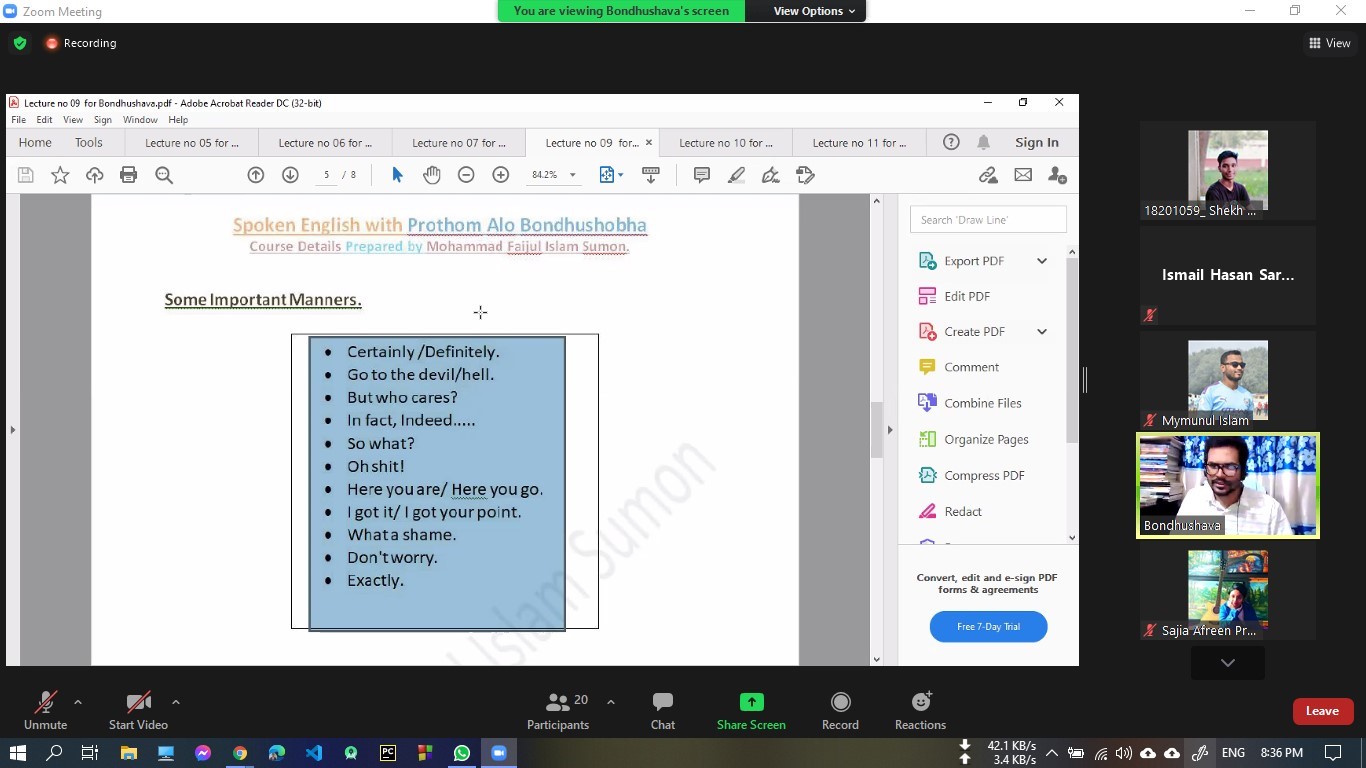 Zoom Meeting
You are viewing Bondhushava's screen
View Options
Recording
View
Lecture no 09 for Bondhushava.pdf - Adobe Acrobat Reader DC (32-bit)
File Edit View Sign Window Help
Home Tools Lecture no 05 for ... Lecture no 06 for ... Lecture no 07 for ... Lecture no 09 for... × Lecture no 10 for ... Lecture no 11 for ... Sign In
5 / 8 84.2%
Spoken English with Prothom Alo Bondhushobha
Course Details Prepared by Mohammad Faijul Islam Sumon.
Some Important Manners.
• Certainly /Definitely.
• Go to the devil/hell.
• But who cares?
• In fact, Indeed.....
• So what?
• Oh shit!
• Here you are/ Here you go.
• I got it/ I got your point.
• What a shame.
• Don't worry.
• Exactly.
Islam Sumon
Search 'Draw Line'
Export PDF
Edit PDF
Create PDF
Comment
Combine Files
Organize Pages
Compress PDF
Redact
Convert, edit and e-sign PDF
forms & agreements
Free 7-Day Trial
18201059_ Shekh ...
Ismail Hasan Sar...
Mymunul Islam
Bondhushava
Sajia Afreen Pr...
Unmute
Start Video
Participants
20
Chat
Share Screen
Record
Reactions
Leave
42.1 KB/s
3.4 KB/s
ENG
8:36 PM